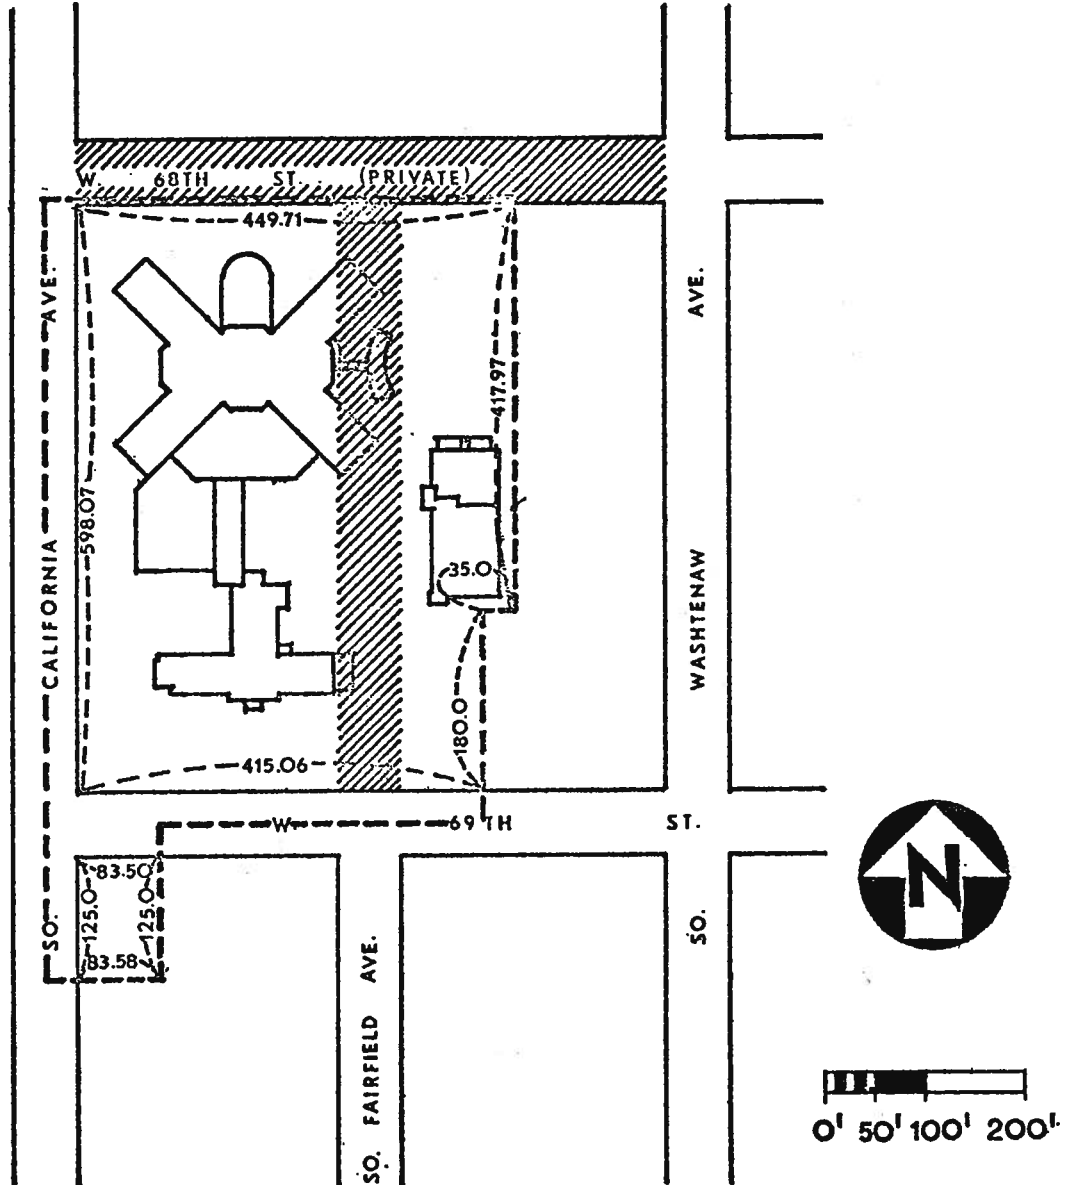 W. 68TH ST. (PRIVATE)
449.71
AVE.
AVE.
417.97
598.07
35.0
CALIFORNIA
WASHTENAW
180.0
415.06
W 69TH ST.
83.50
125.0
125.0
83.58
SO.
SO.
SO. FAIRFIELD AVE.
N
0' 50' 100' 200'